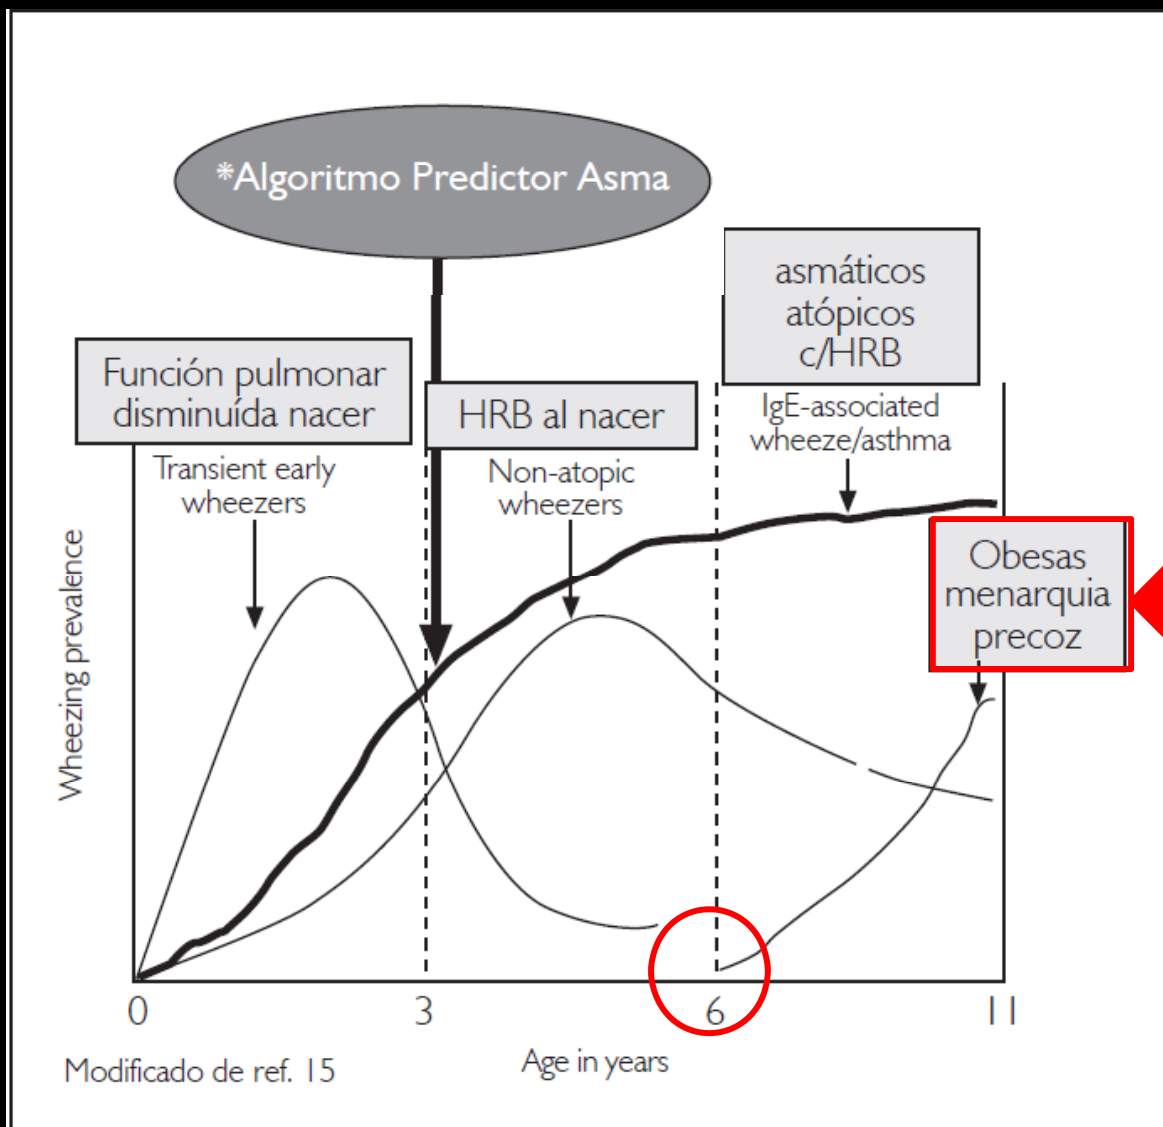 *Algoritmo Predictor Asma
asmáticos
atópicos
c/HRB
Función pulmonar
disminuída nacer
HRB al nacer
IgE-associated
wheeze/asthma
Transient early
wheezers
Non-atopic
wheezers
Obesas
menarquia
precoz
Wheezing prevalence
0
3
6
11
Age in years
Modificado de ref. 15